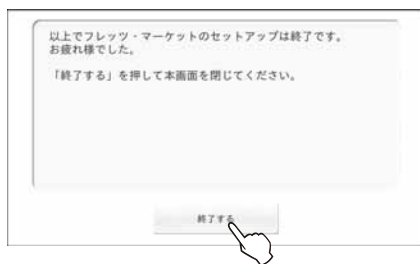 以上でフレッツ・マーケットのセットアップは終了です。
お疲れ様でした。
「終了する」を押して本画面を閉じてください。
終了する